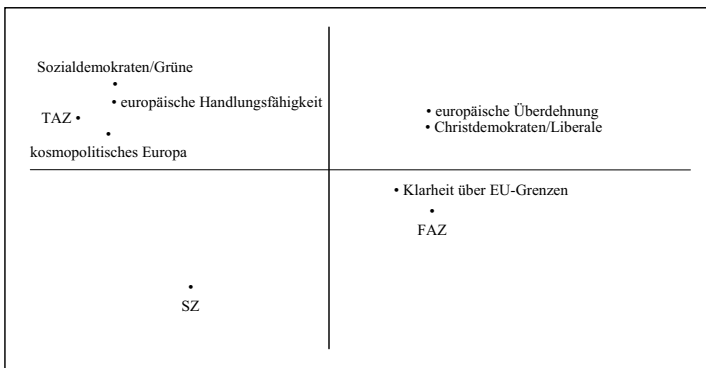 Sozialdemokraten/Grüne
• europäische Handlungsfähigkeit
TAZ •
kosmopolitisches Europa
• europäische Überdehnung
• Christdemokraten/Liberale
• Klarheit über EU-Grenzen
FAZ
SZ